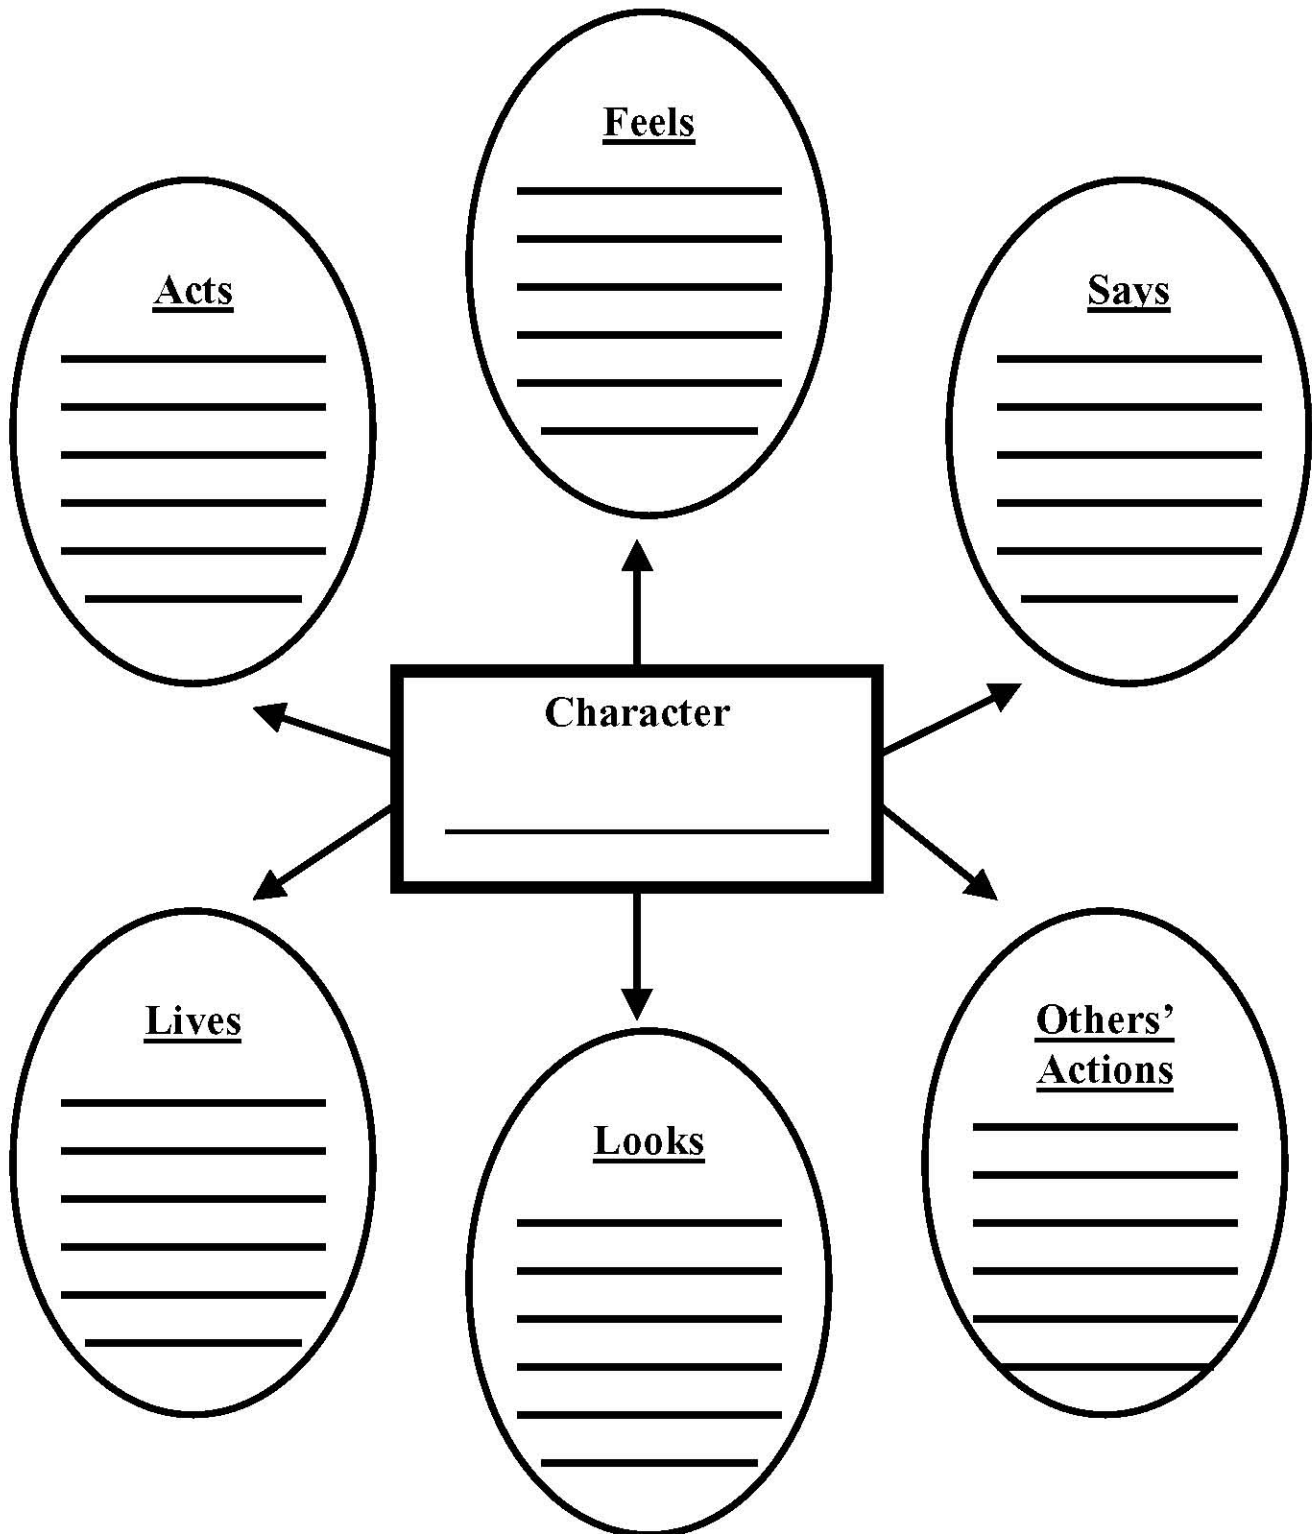 Feels
Acts
Says
Character
Lives
Others’
Actions
Looks